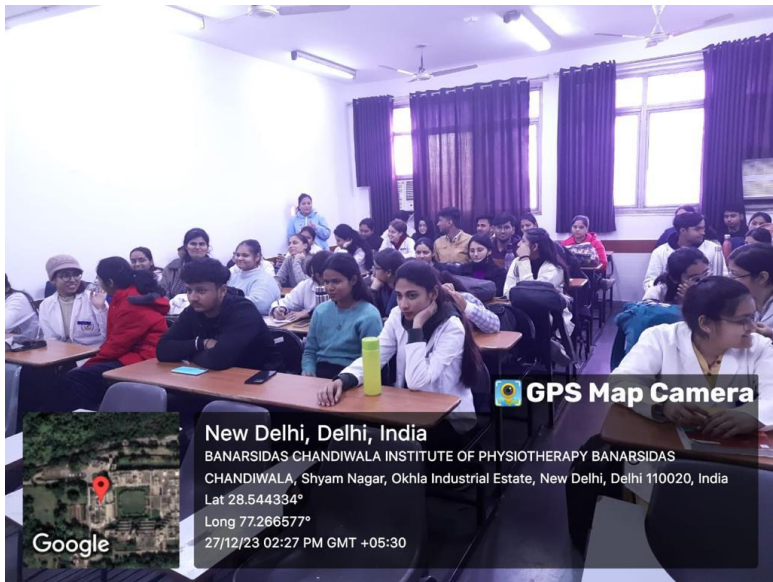 GPS Map Camera
New Delhi, Delhi, India
BANARSIDAS CHANDIWALA INSTITUTE OF PHYSIOTHERAPY BANARSIDAS
CHANDIWALA, Shyam Nagar, Okhla Industrial Estate, New Delhi, Delhi 110020, India
Lat 28.544334°
Long 77.266577°
27/12/23 02:27 PM GMT +05:30
Google